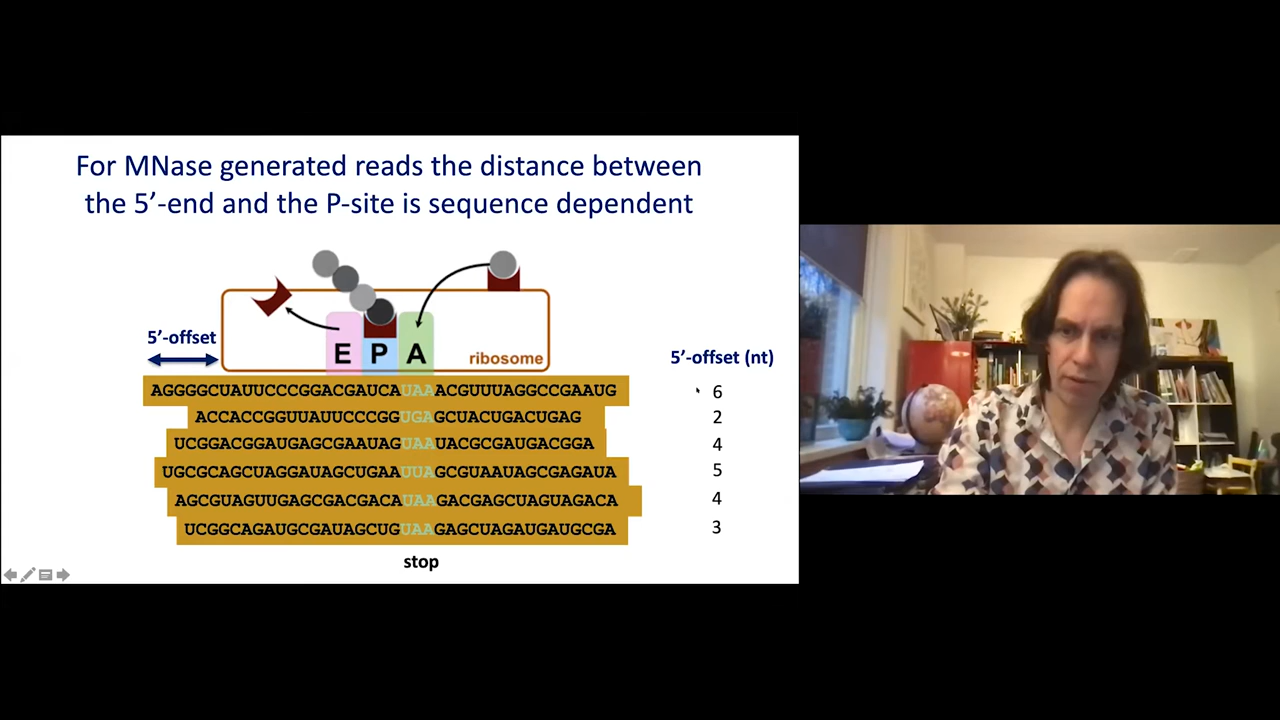 For MNase generated reads the distance between
the 5’-end and the P-site is sequence dependent
5’-offset
E P A
ribosome
5’-offset (nt)
AGGGGCUAUUCCCGGACGAUCAUAAACGUUUAGGCCGAAUG 6
ACCACCGGUUAUUCCCGGUGAGCUACUGACUGAG 2
UCGGACGGAUGAGCGAAUAGUAAUACGCGAUGACGGA 4
UGCGCAGCUAGGAUAGCUGAAUUAGCGUAAUAGCGAGAUA 5
AGCGUAGUUGAGCGACGACAUAAGACGAGCUAGUAGACA 4
UCGGCAGAUGCGAUAGCUGUAAGAGCUAGAUGAUGCGA 3
stop